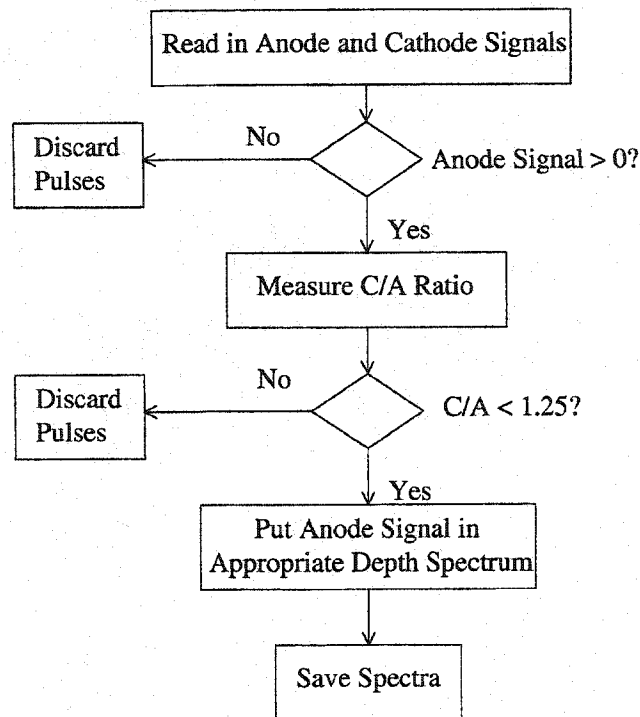 Read in Anode and Cathode Signals
No
Discard
Pulses
Anode Signal > 0?
Yes
Measure C/A Ratio
No
Discard
Pulses
C/A < 1.25?
Yes
Put Anode Signal in
Appropriate Depth Spectrum
Save Spectra